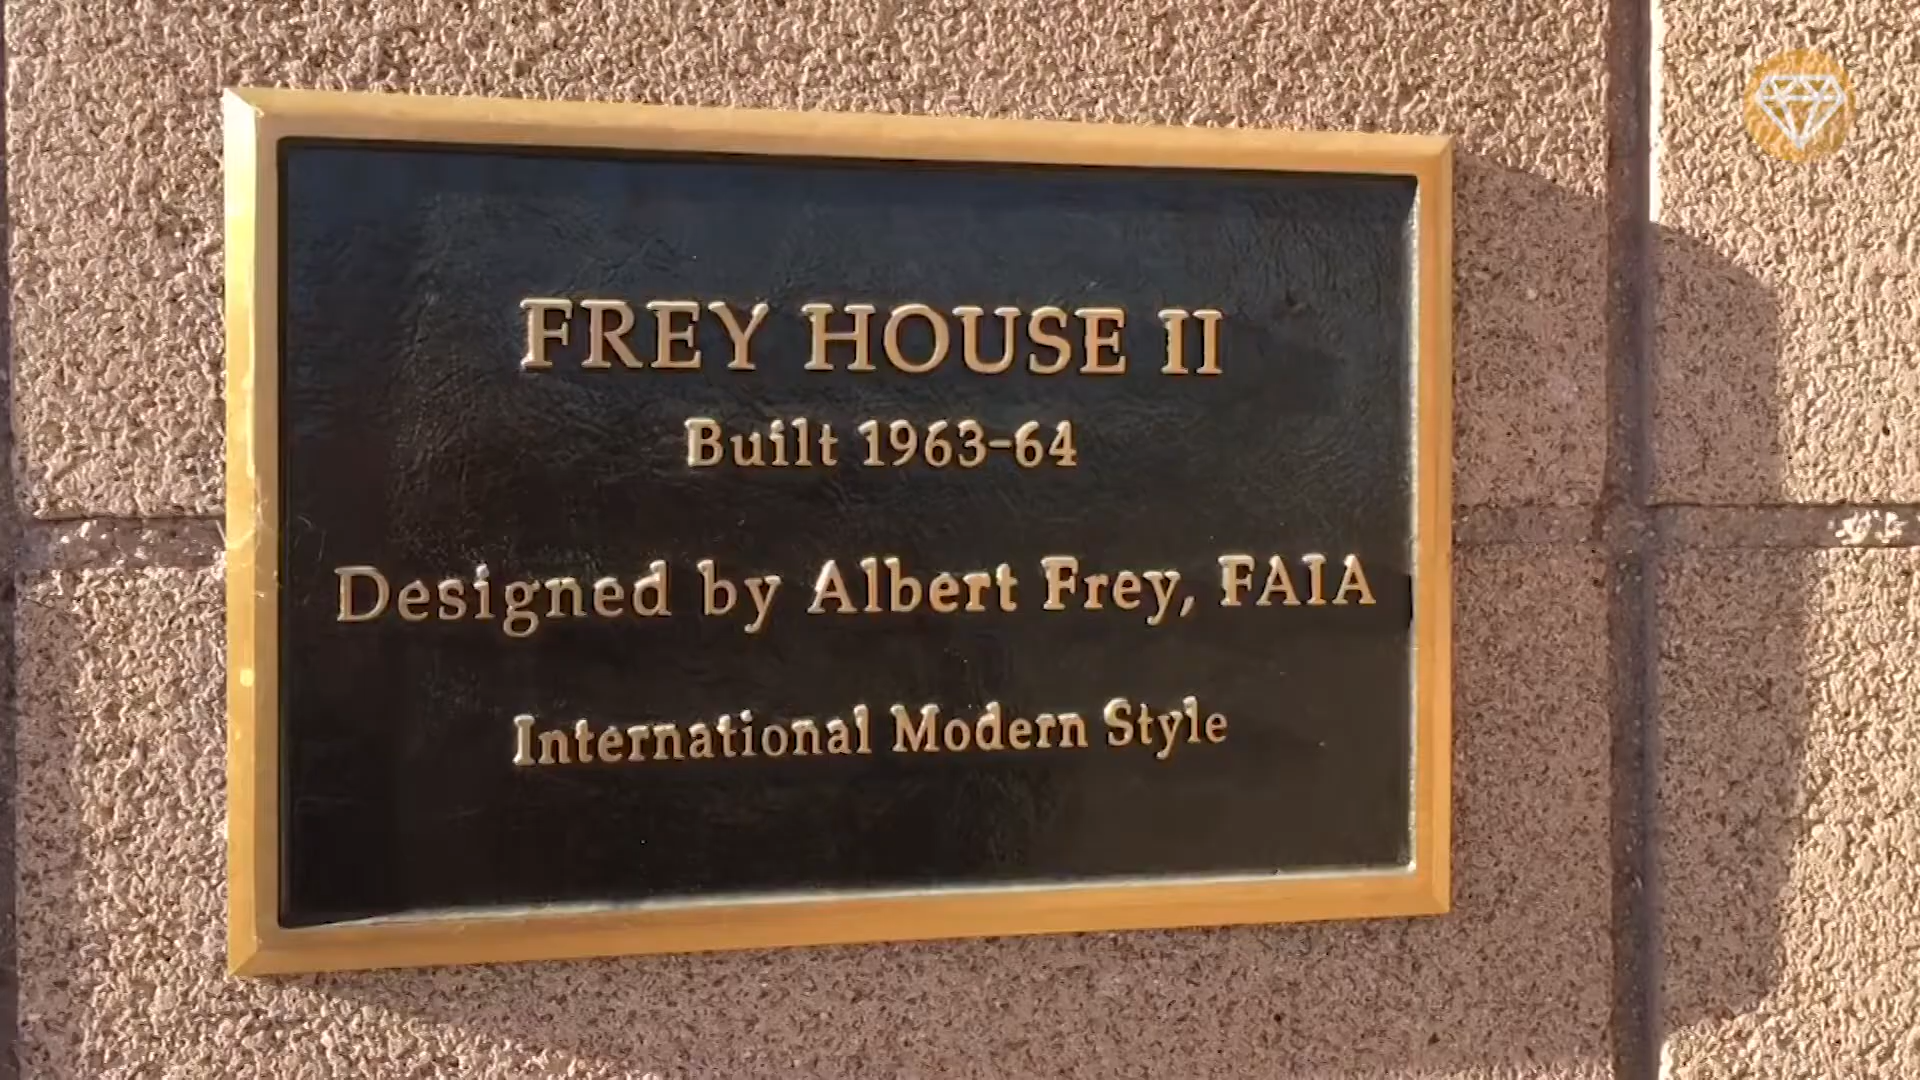 FREY HOUSE II
Built 1963-64
Designed by Albert Frey, FAIA
International Modern Style